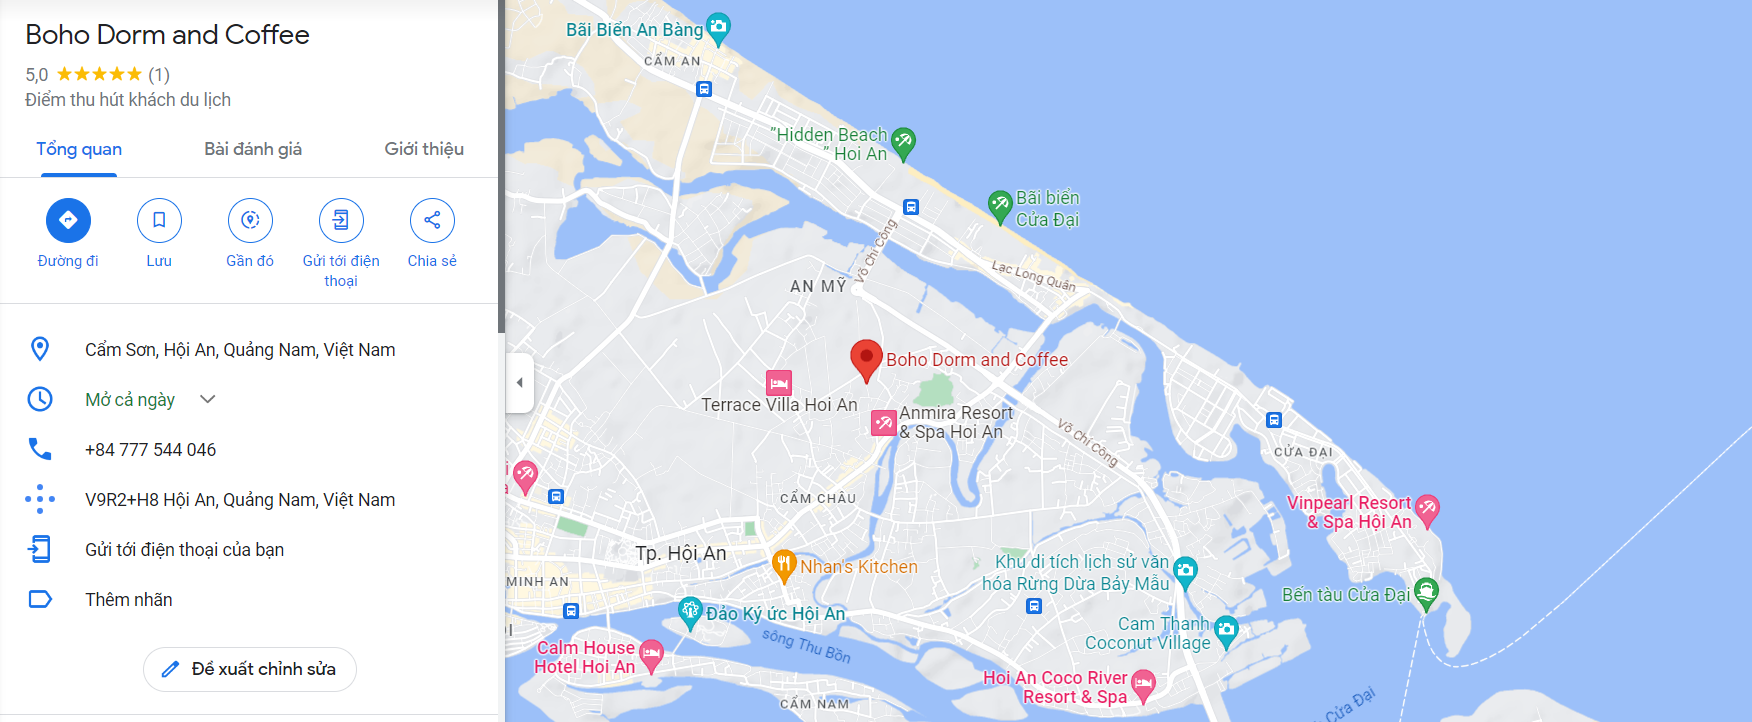 Boho Dorm and Coffee
5,0 (1)
Điểm thu hút khách du lịch
Tổng quan
Bài đánh giá
Giới thiệu
Đường đi
Lưu
Gần đó
Gửi tới điện
thoại
Chia sẻ
Cẩm Sơn, Hội An, Quảng Nam, Việt Nam
Mở cả ngày
+84 777 544 046
V9R2+H8 Hội An, Quảng Nam, Việt Nam
Gửi tới điện thoại của bạn
Thêm nhãn
Đề xuất chỉnh sửa
Bãi Biển An Bàng
CẨM AN
"Hidden Beach
" Hoi An
Bãi biển
Cửa Đại
Võ Chí Công
Lạc Long Quân
AN MỸ
Boho Dorm and Coffee
Terrace Villa Hoi An
Anmira Resort
& Spa Hoi An
Võ Chí Công
CỬA ĐẠI
CẨM CHÂU
Vinpearl Resort
& Spa Hội An
Tp. Hội An
Nhan's Kitchen
Khu di tích lịch sử văn
hóa Rừng Dừa Bảy Mẫu
MINH AN
Bến tàu Cửa Đại
Đảo Ký ức Hội An
Cam Thanh
Coconut Village
sông Thu Bồn
Calm House
Hotel Hoi An
Hoi An Coco River
Resort & Spa
CẨM NAM
Cửa Đại